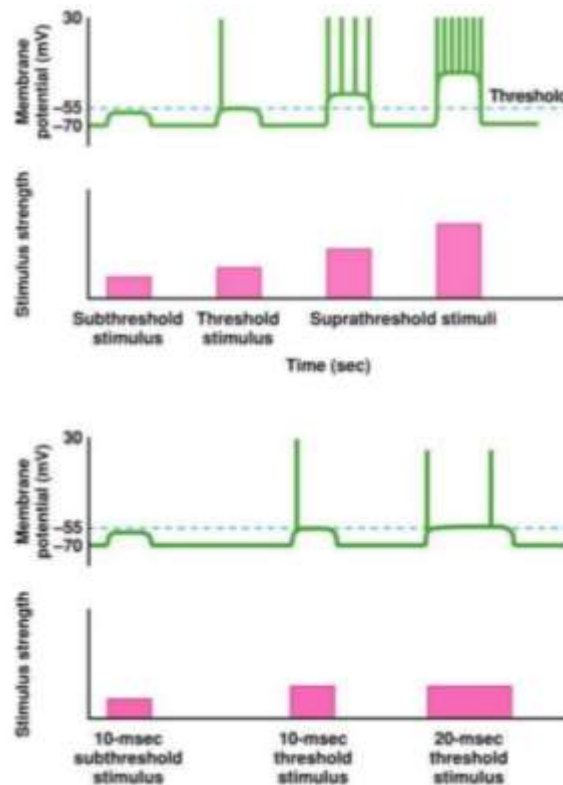 Membrane
potential (mV)
30
–55
–70
Threshold
Stimulus strength
Subthreshold
stimulus
Threshold
stimulus
Suprathreshold stimuli
Time (sec)
Membrane
potential (mV)
30
–55
–70
Stimulus strength
10-msec
subthreshold
stimulus
10-msec
threshold
stimulus
20-msec
threshold
stimulus